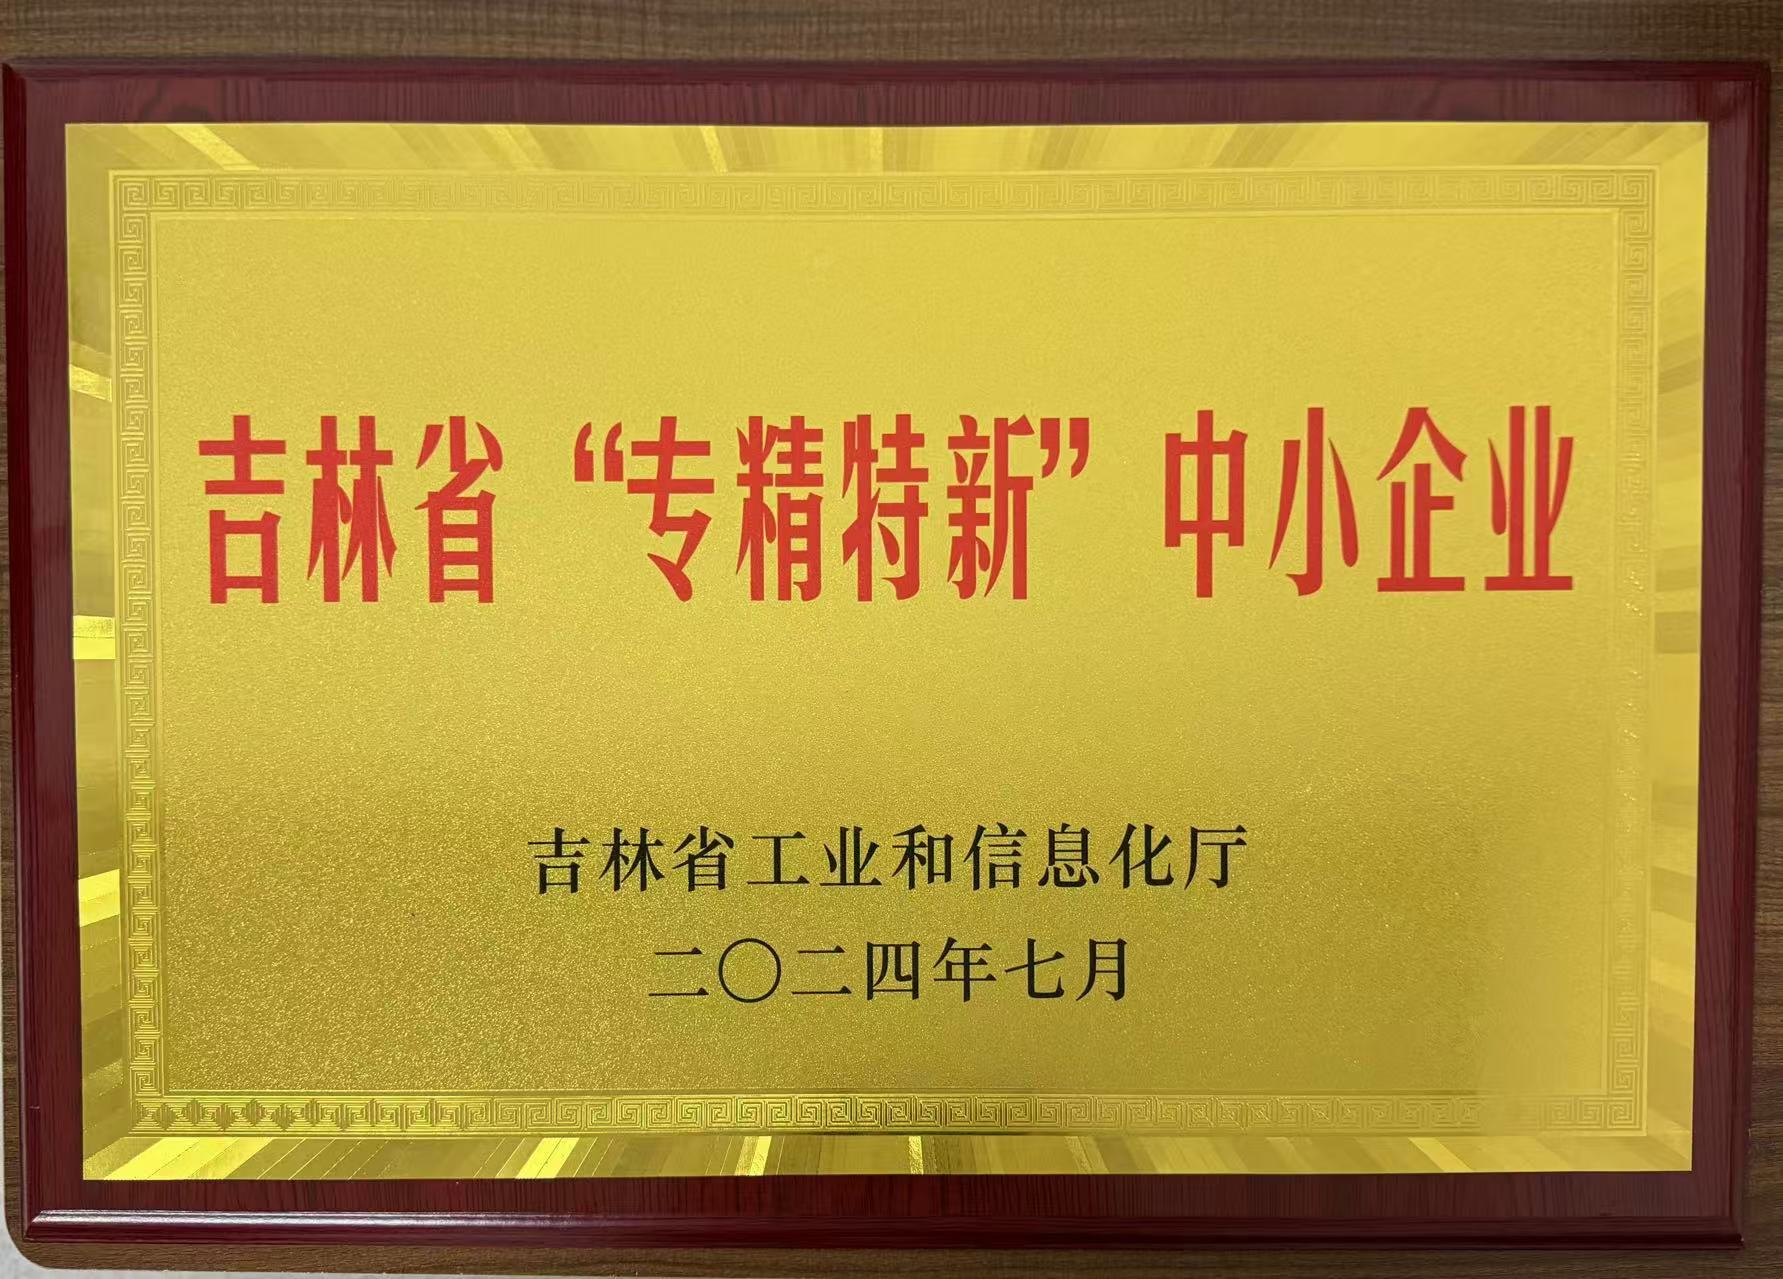 吉林省“专精特新”中小企业
吉林省工业和信息化厅
二〇二四年七月